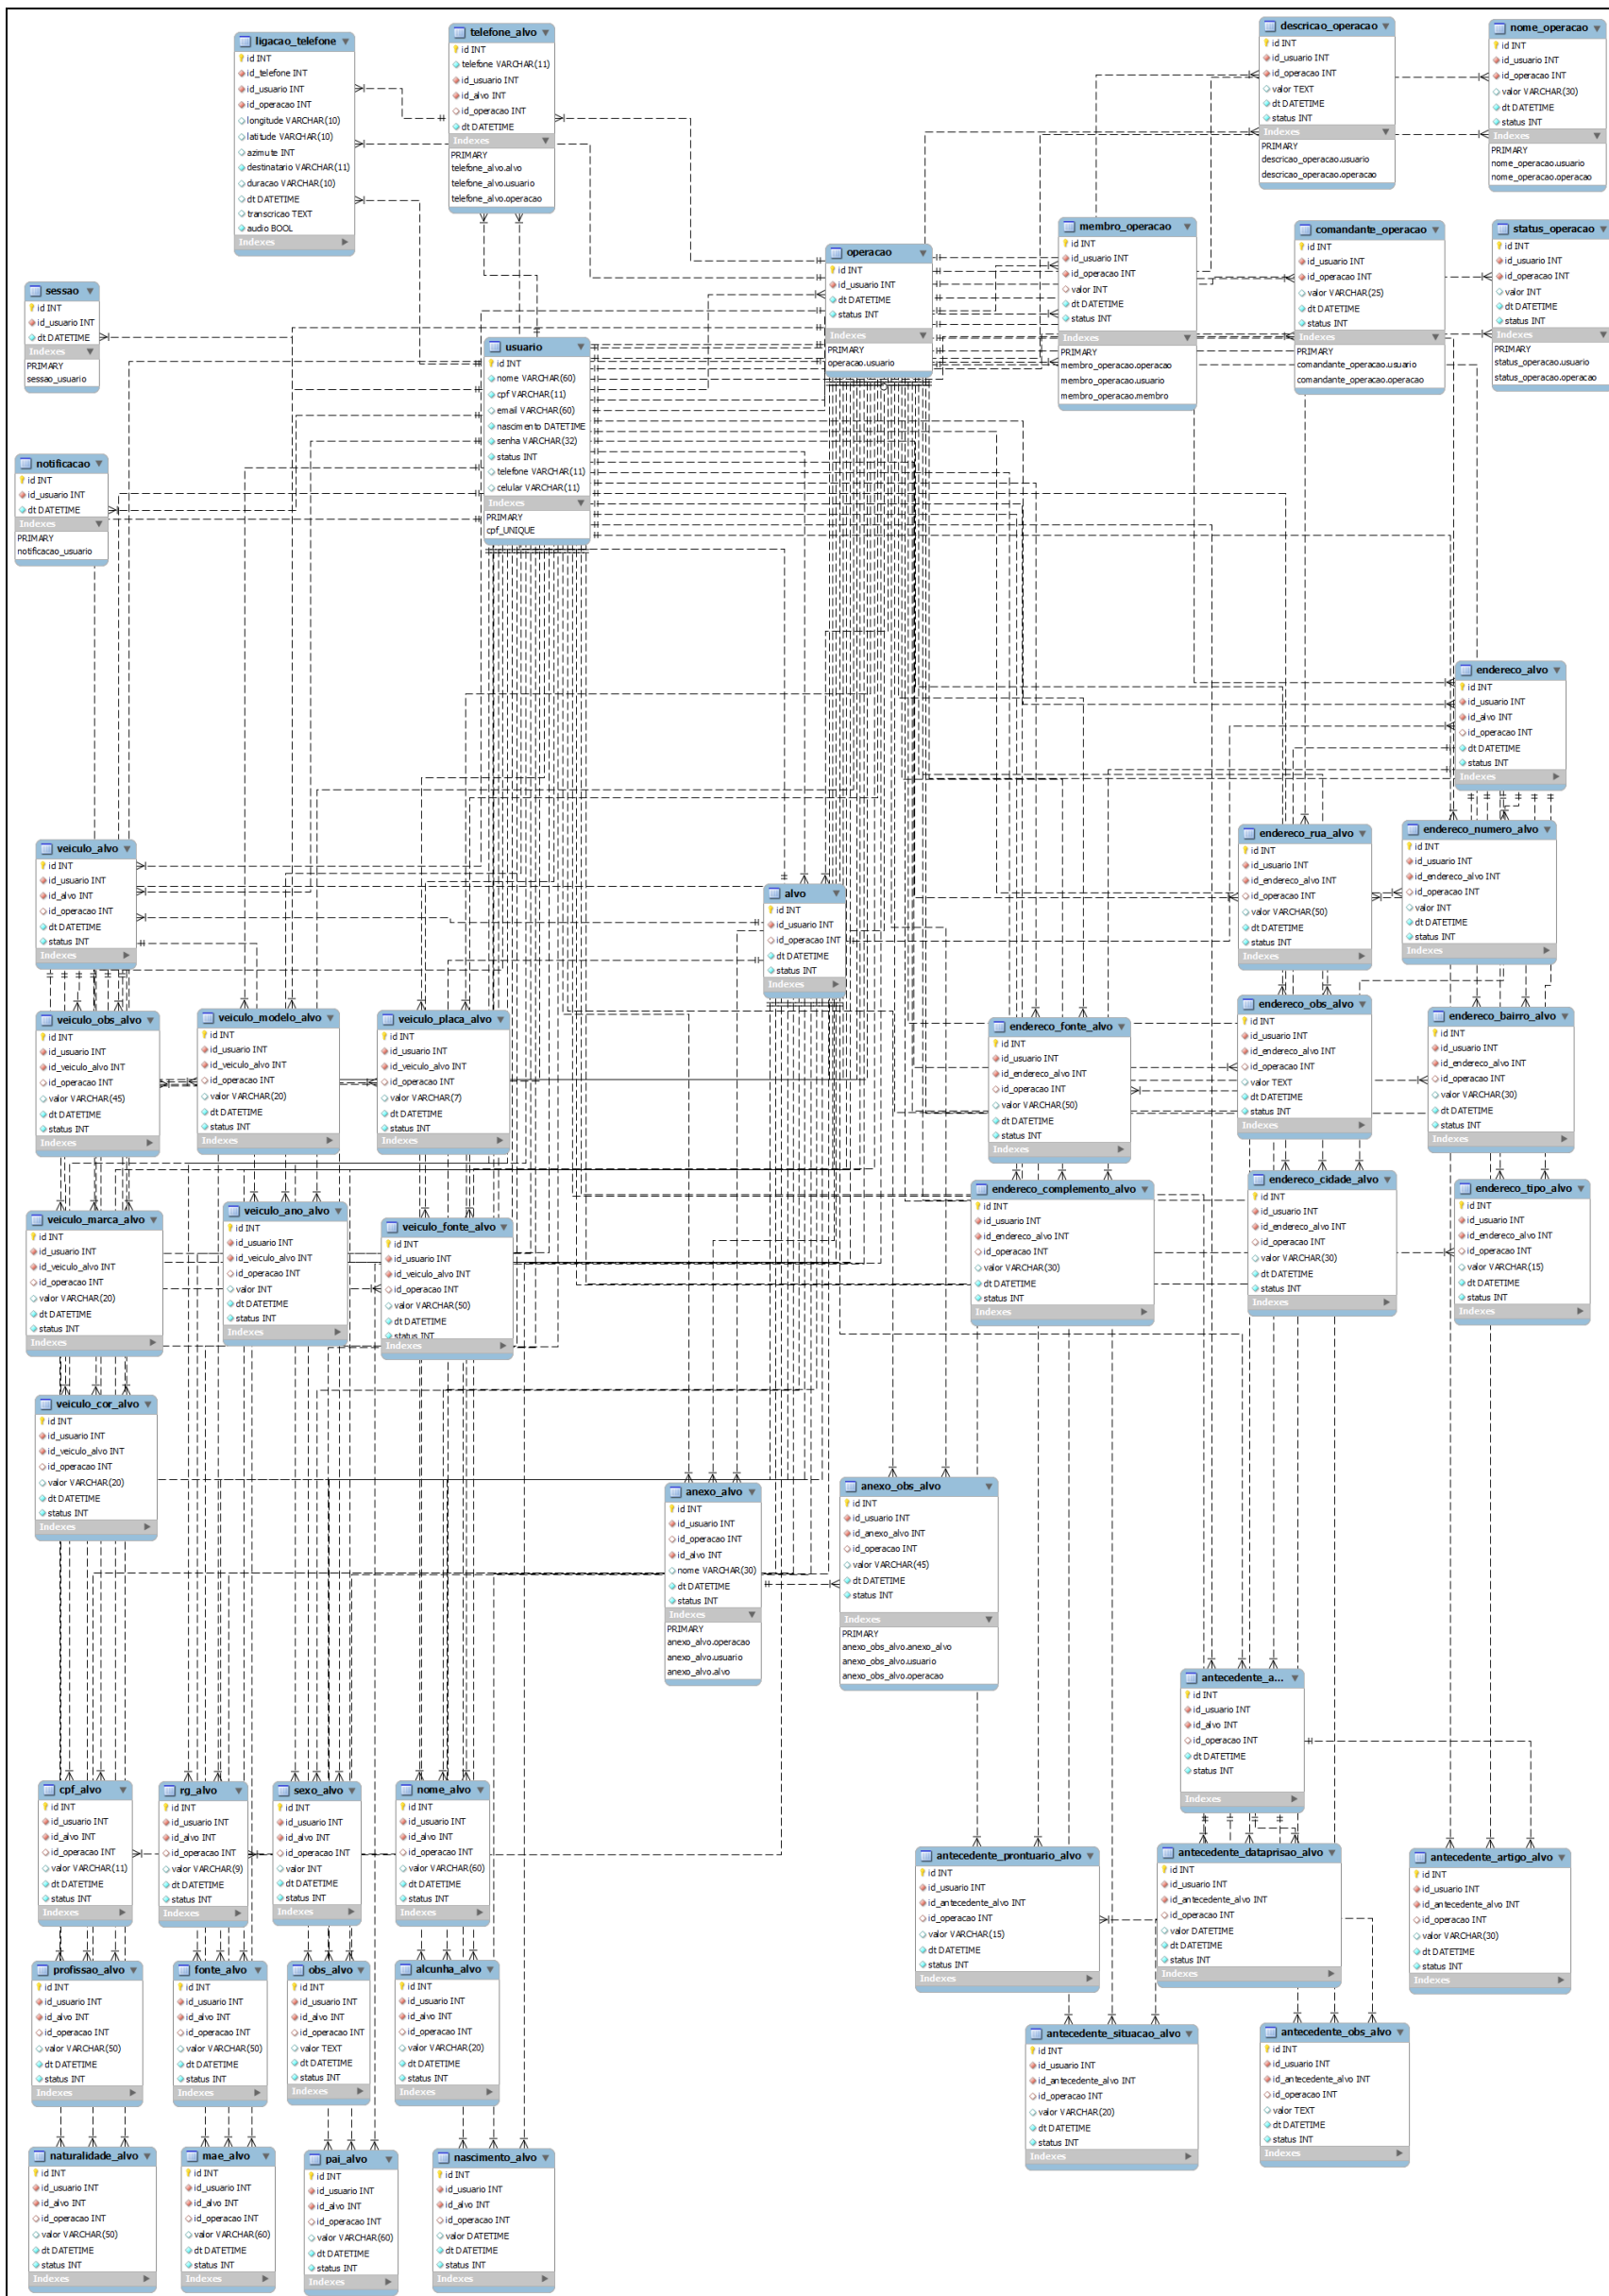 ligacao_telefone
id INT
id_telefone INT
id_usuario INT
id_operacao INT
longitude VARCHAR(10)
latitude VARCHAR(10)
azimute INT
destinatario VARCHAR(11)
duracao VARCHAR(10)
dt DATETIME
transcricao TEXT
audio BOOL
Indexes
telefone_alvo
id INT
telefone VARCHAR(11)
id_usuario INT
id_alvo INT
id_operacao INT
dt DATETIME
Indexes
PRIMARY
telefone_alvo.alvo
telefone_alvo.usuario
telefone_alvo.operacao
descricao_operacao
id INT
id_usuario INT
id_operacao INT
valor TEXT
dt DATETIME
status INT
Indexes
PRIMARY
descricao_operacao.usuario
descricao_operacao.operacao
nome_operacao
id INT
id_usuario INT
id_operacao INT
valor VARCHAR(30)
dt DATETIME
status INT
Indexes
PRIMARY
nome_operacao.usuario
nome_operacao.operacao
operacao
id INT
id_usuario INT
dt DATETIME
status INT
Indexes
PRIMARY
operacao.usuario
membro_operacao
id INT
id_usuario INT
id_operacao INT
valor INT
dt DATETIME
status INT
Indexes
PRIMARY
membro_operacao.operacao
membro_operacao.usuario
membro_operacao.membro
comandante_operacao
id INT
id_usuario INT
id_operacao INT
valor VARCHAR(25)
dt DATETIME
status INT
Indexes
PRIMARY
comandante_operacao.usuario
comandante_operacao.operacao
status_operacao
id INT
id_usuario INT
id_operacao INT
valor INT
dt DATETIME
status INT
Indexes
PRIMARY
status_operacao.usuario
status_operacao.operacao
sessao
id INT
id_usuario INT
dt DATETIME
Indexes
PRIMARY
sessao_usuario
usuario
id INT
nome VARCHAR(60)
cpf VARCHAR(11)
email VARCHAR(60)
nascimento DATETIME
senha VARCHAR(32)
status INT
telefone VARCHAR(11)
celular VARCHAR(11)
Indexes
PRIMARY
cpf_UNIQUE
notificacao
id INT
id_usuario INT
dt DATETIME
Indexes
PRIMARY
notificacao_usuario
endereco_alvo
id INT
id_usuario INT
id_alvo INT
id_operacao INT
dt DATETIME
status INT
Indexes
veiculo_alvo
id INT
id_usuario INT
id_alvo INT
id_operacao INT
dt DATETIME
status INT
Indexes
alvo
id INT
id_usuario INT
id_operacao INT
dt DATETIME
status INT
Indexes
endereco_rua_alvo
id INT
id_usuario INT
id_endereco_alvo INT
id_operacao INT
valor VARCHAR(50)
dt DATETIME
status INT
Indexes
endereco_numero_alvo
id INT
id_usuario INT
id_endereco_alvo INT
id_operacao INT
valor INT
dt DATETIME
status INT
Indexes
veiculo_obs_alvo
id INT
id_usuario INT
id_veiculo_alvo INT
id_operacao INT
valor VARCHAR(45)
dt DATETIME
status INT
Indexes
veiculo_modelo_alvo
id INT
id_usuario INT
id_veiculo_alvo INT
id_operacao INT
valor VARCHAR(20)
dt DATETIME
status INT
Indexes
veiculo_placa_alvo
id INT
id_usuario INT
id_veiculo_alvo INT
id_operacao INT
valor VARCHAR(7)
dt DATETIME
status INT
Indexes
endereco_fonte_alvo
id INT
id_usuario INT
id_endereco_alvo INT
id_operacao INT
valor VARCHAR(50)
dt DATETIME
status INT
Indexes
endereco_obs_alvo
id INT
id_usuario INT
id_endereco_alvo INT
id_operacao INT
valor TEXT
dt DATETIME
status INT
Indexes
endereco_bairro_alvo
id INT
id_usuario INT
id_endereco_alvo INT
id_operacao INT
valor VARCHAR(30)
dt DATETIME
status INT
Indexes
veiculo_marca_alvo
id INT
id_usuario INT
id_veiculo_alvo INT
id_operacao INT
valor VARCHAR(20)
dt DATETIME
status INT
Indexes
veiculo_ano_alvo
id INT
id_usuario INT
id_veiculo_alvo INT
id_operacao INT
valor INT
dt DATETIME
status INT
Indexes
veiculo_fonte_alvo
id INT
id_usuario INT
id_veiculo_alvo INT
id_operacao INT
valor VARCHAR(50)
dt DATETIME
status INT
Indexes
endereco_complemento_alvo
id INT
id_usuario INT
id_endereco_alvo INT
id_operacao INT
valor VARCHAR(30)
dt DATETIME
status INT
Indexes
endereco_cidade_alvo
id INT
id_usuario INT
id_endereco_alvo INT
id_operacao INT
valor VARCHAR(30)
dt DATETIME
status INT
Indexes
endereco_tipo_alvo
id INT
id_usuario INT
id_endereco_alvo INT
id_operacao INT
valor VARCHAR(15)
dt DATETIME
status INT
Indexes
veiculo_cor_alvo
id INT
id_usuario INT
id_veiculo_alvo INT
id_operacao INT
valor VARCHAR(20)
dt DATETIME
status INT
Indexes
anexo_alvo
id INT
id_usuario INT
id_operacao INT
id_alvo INT
nome VARCHAR(30)
dt DATETIME
status INT
Indexes
PRIMARY
anexo_alvo.operacao
anexo_alvo.usuario
anexo_alvo.alvo
anexo_obs_alvo
id INT
id_usuario INT
id_anexo_alvo INT
id_operacao INT
valor VARCHAR(45)
dt DATETIME
status INT
Indexes
PRIMARY
anexo_obs_alvo.anexo_alvo
anexo_obs_alvo.usuario
anexo_obs_alvo.operacao
antecedente_a...
id INT
id_usuario INT
id_alvo INT
id_operacao INT
dt DATETIME
status INT
Indexes
cpf_alvo
id INT
id_usuario INT
id_alvo INT
id_operacao INT
valor VARCHAR(11)
dt DATETIME
status INT
Indexes
rg_alvo
id INT
id_usuario INT
id_alvo INT
id_operacao INT
valor VARCHAR(9)
dt DATETIME
status INT
Indexes
sexo_alvo
id INT
id_usuario INT
id_alvo INT
id_operacao INT
valor INT
dt DATETIME
status INT
Indexes
nome_alvo
id INT
id_usuario INT
id_alvo INT
id_operacao INT
valor VARCHAR(60)
dt DATETIME
status INT
Indexes
antecedente_prontuario_alvo
id INT
id_usuario INT
id_antecedente_alvo INT
id_operacao INT
valor VARCHAR(15)
dt DATETIME
status INT
Indexes
antecedente_dataprisao_alvo
id INT
id_usuario INT
id_antecedente_alvo INT
id_operacao INT
valor DATETIME
dt DATETIME
status INT
Indexes
antecedente_artigo_alvo
id INT
id_usuario INT
id_antecedente_alvo INT
id_operacao INT
valor VARCHAR(30)
dt DATETIME
status INT
Indexes
profissao_alvo
id INT
id_usuario INT
id_alvo INT
id_operacao INT
valor VARCHAR(50)
dt DATETIME
status INT
Indexes
fonte_alvo
id INT
id_usuario INT
id_alvo INT
id_operacao INT
valor VARCHAR(50)
dt DATETIME
status INT
Indexes
obs_alvo
id INT
id_usuario INT
id_alvo INT
id_operacao INT
valor TEXT
dt DATETIME
status INT
Indexes
alcunha_alvo
id INT
id_usuario INT
id_alvo INT
id_operacao INT
valor VARCHAR(20)
dt DATETIME
status INT
Indexes
antecedente_situacao_alvo
id INT
id_usuario INT
id_antecedente_alvo INT
id_operacao INT
valor VARCHAR(20)
dt DATETIME
status INT
Indexes
antecedente_obs_alvo
id INT
id_usuario INT
id_antecedente_alvo INT
id_operacao INT
valor TEXT
dt DATETIME
status INT
Indexes
naturalidade_alvo
id INT
id_usuario INT
id_alvo INT
id_operacao INT
valor VARCHAR(50)
dt DATETIME
status INT
Indexes
mae_alvo
id INT
id_usuario INT
id_alvo INT
id_operacao INT
valor VARCHAR(60)
dt DATETIME
status INT
Indexes
pai_alvo
id INT
id_usuario INT
id_alvo INT
id_operacao INT
valor VARCHAR(60)
dt DATETIME
status INT
Indexes
nascimento_alvo
id INT
id_usuario INT
id_alvo INT
id_operacao INT
valor DATETIME
dt DATETIME
status INT
Indexes